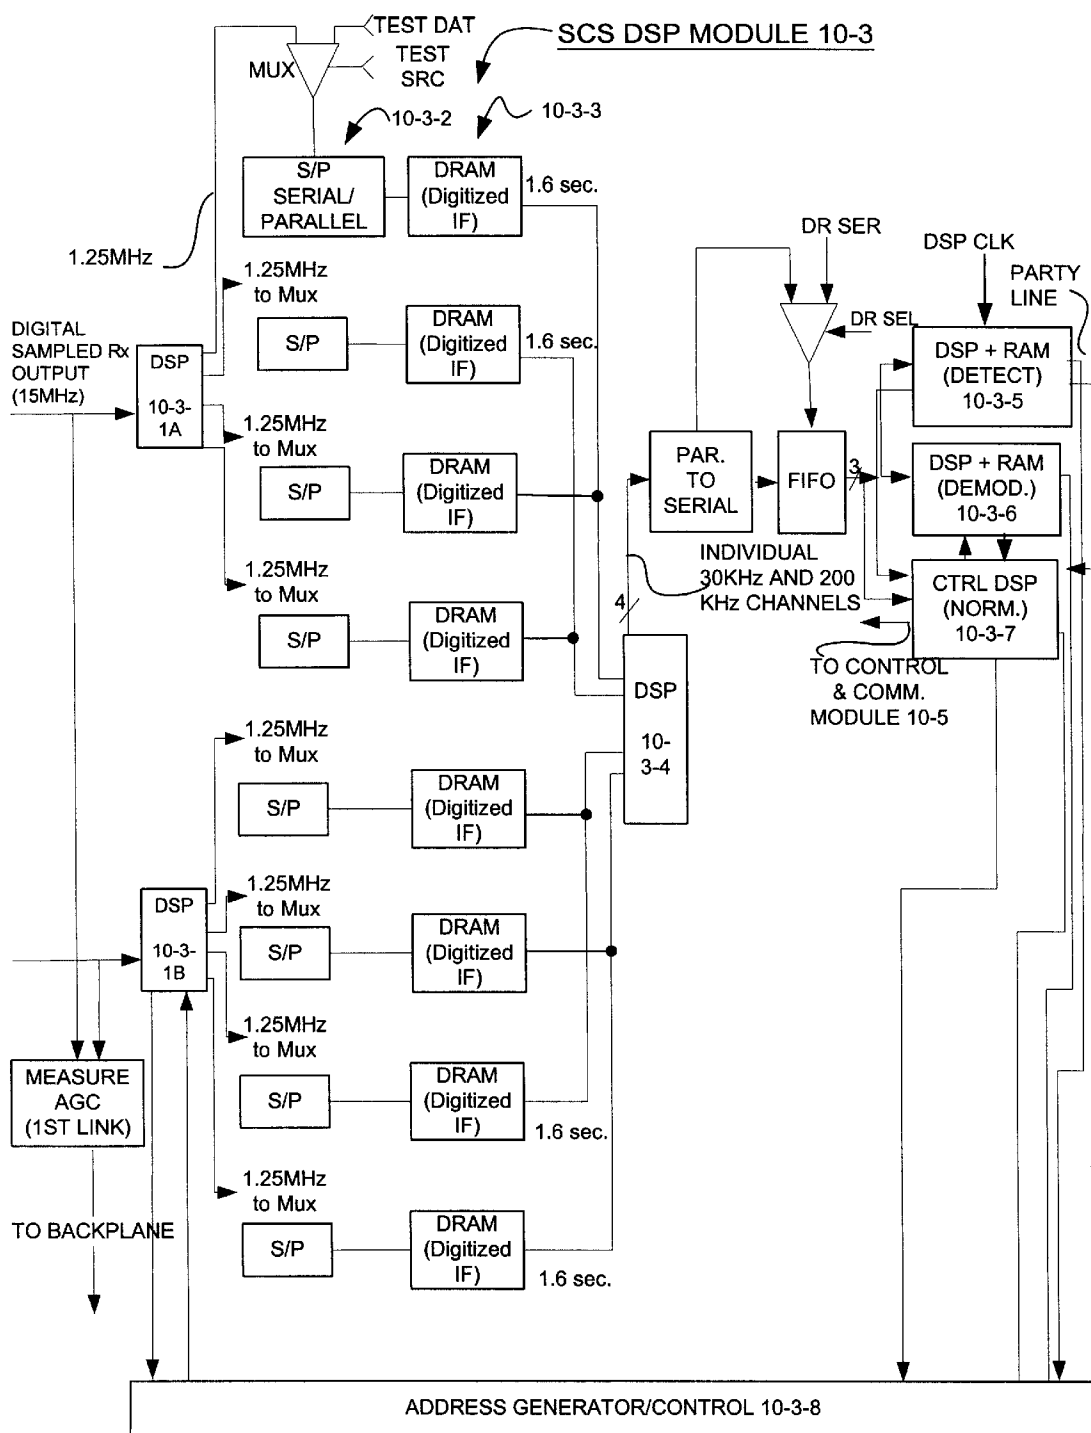 TEST DAT
SCS DSP MODULE 10-3
MUX
TEST
SRC
10-3-2
10-3-3
S/P
SERIAL/
PARALLEL
DRAM
(Digitized
IF)
1.6 sec.
1.25MHz
1.25MHz
to Mux
S/P
DRAM
(Digitized
IF)
1.6 sec.
DIGITAL
SAMPLED Rx
OUTPUT
(15MHz)
DSP
10-3-
1A
1.25MHz
to Mux
S/P
DRAM
(Digitized
IF)
1.25MHz
to Mux
S/P
DRAM
(Digitized
IF)
DR SER
DR SEL
DSP CLK
PARTY
LINE
DSP + RAM
(DETECT)
10-3-5
PAR.
TO
SERIAL
FIFO
3
DSP + RAM
(DEMOD.)
10-3-6
INDIVIDUAL
30KHz AND 200
KHz CHANNELS
4
CTRL DSP
(NORM.)
10-3-7
TO CONTROL
& COMM.
MODULE 10-5
DSP
10-
3-4
1.25MHz
to Mux
S/P
DRAM
(Digitized
IF)
DSP
10-3-
1B
1.25MHz
to Mux
S/P
DRAM
(Digitized
IF)
1.25MHz
to Mux
S/P
DRAM
(Digitized
IF)
1.6 sec.
MEASURE
AGC
(1ST LINK)
1.25MHz
to Mux
S/P
DRAM
(Digitized
IF)
1.6 sec.
TO BACKPLANE
ADDRESS GENERATOR/CONTROL 10-3-8